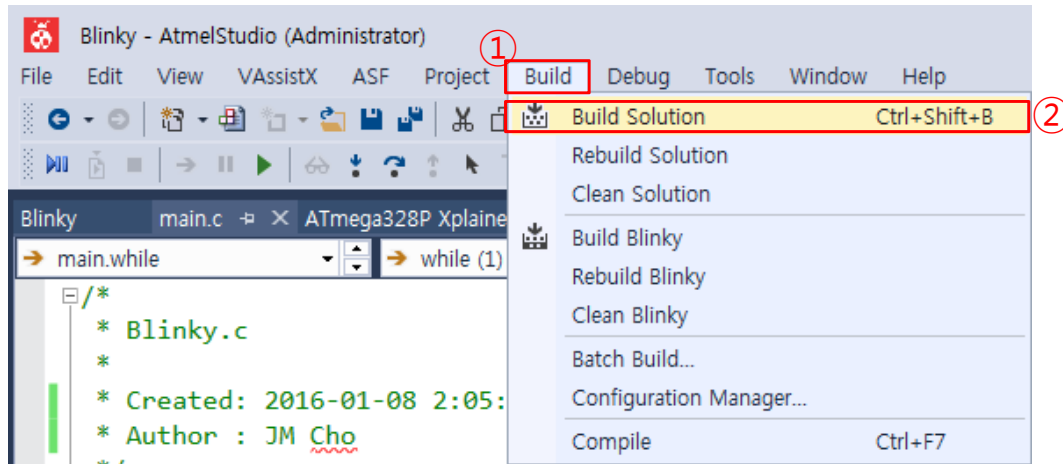 Blinky - AtmelStudio (Administrator)
①
File Edit View VAssistX ASF Project Build Debug Tools Window Help
Build Solution Ctrl+Shift+B
②
Rebuild Solution
Clean Solution
Blinky main.c ATmega328P Xplaine
Build Blinky
main.while while (1)
Rebuild Blinky
/*
Clean Blinky
* Blinky.c
*
Batch Build...
* Created: 2016-01-08 2:05:
Configuration Manager...
* Author : JM Cho
Compile Ctrl+F7